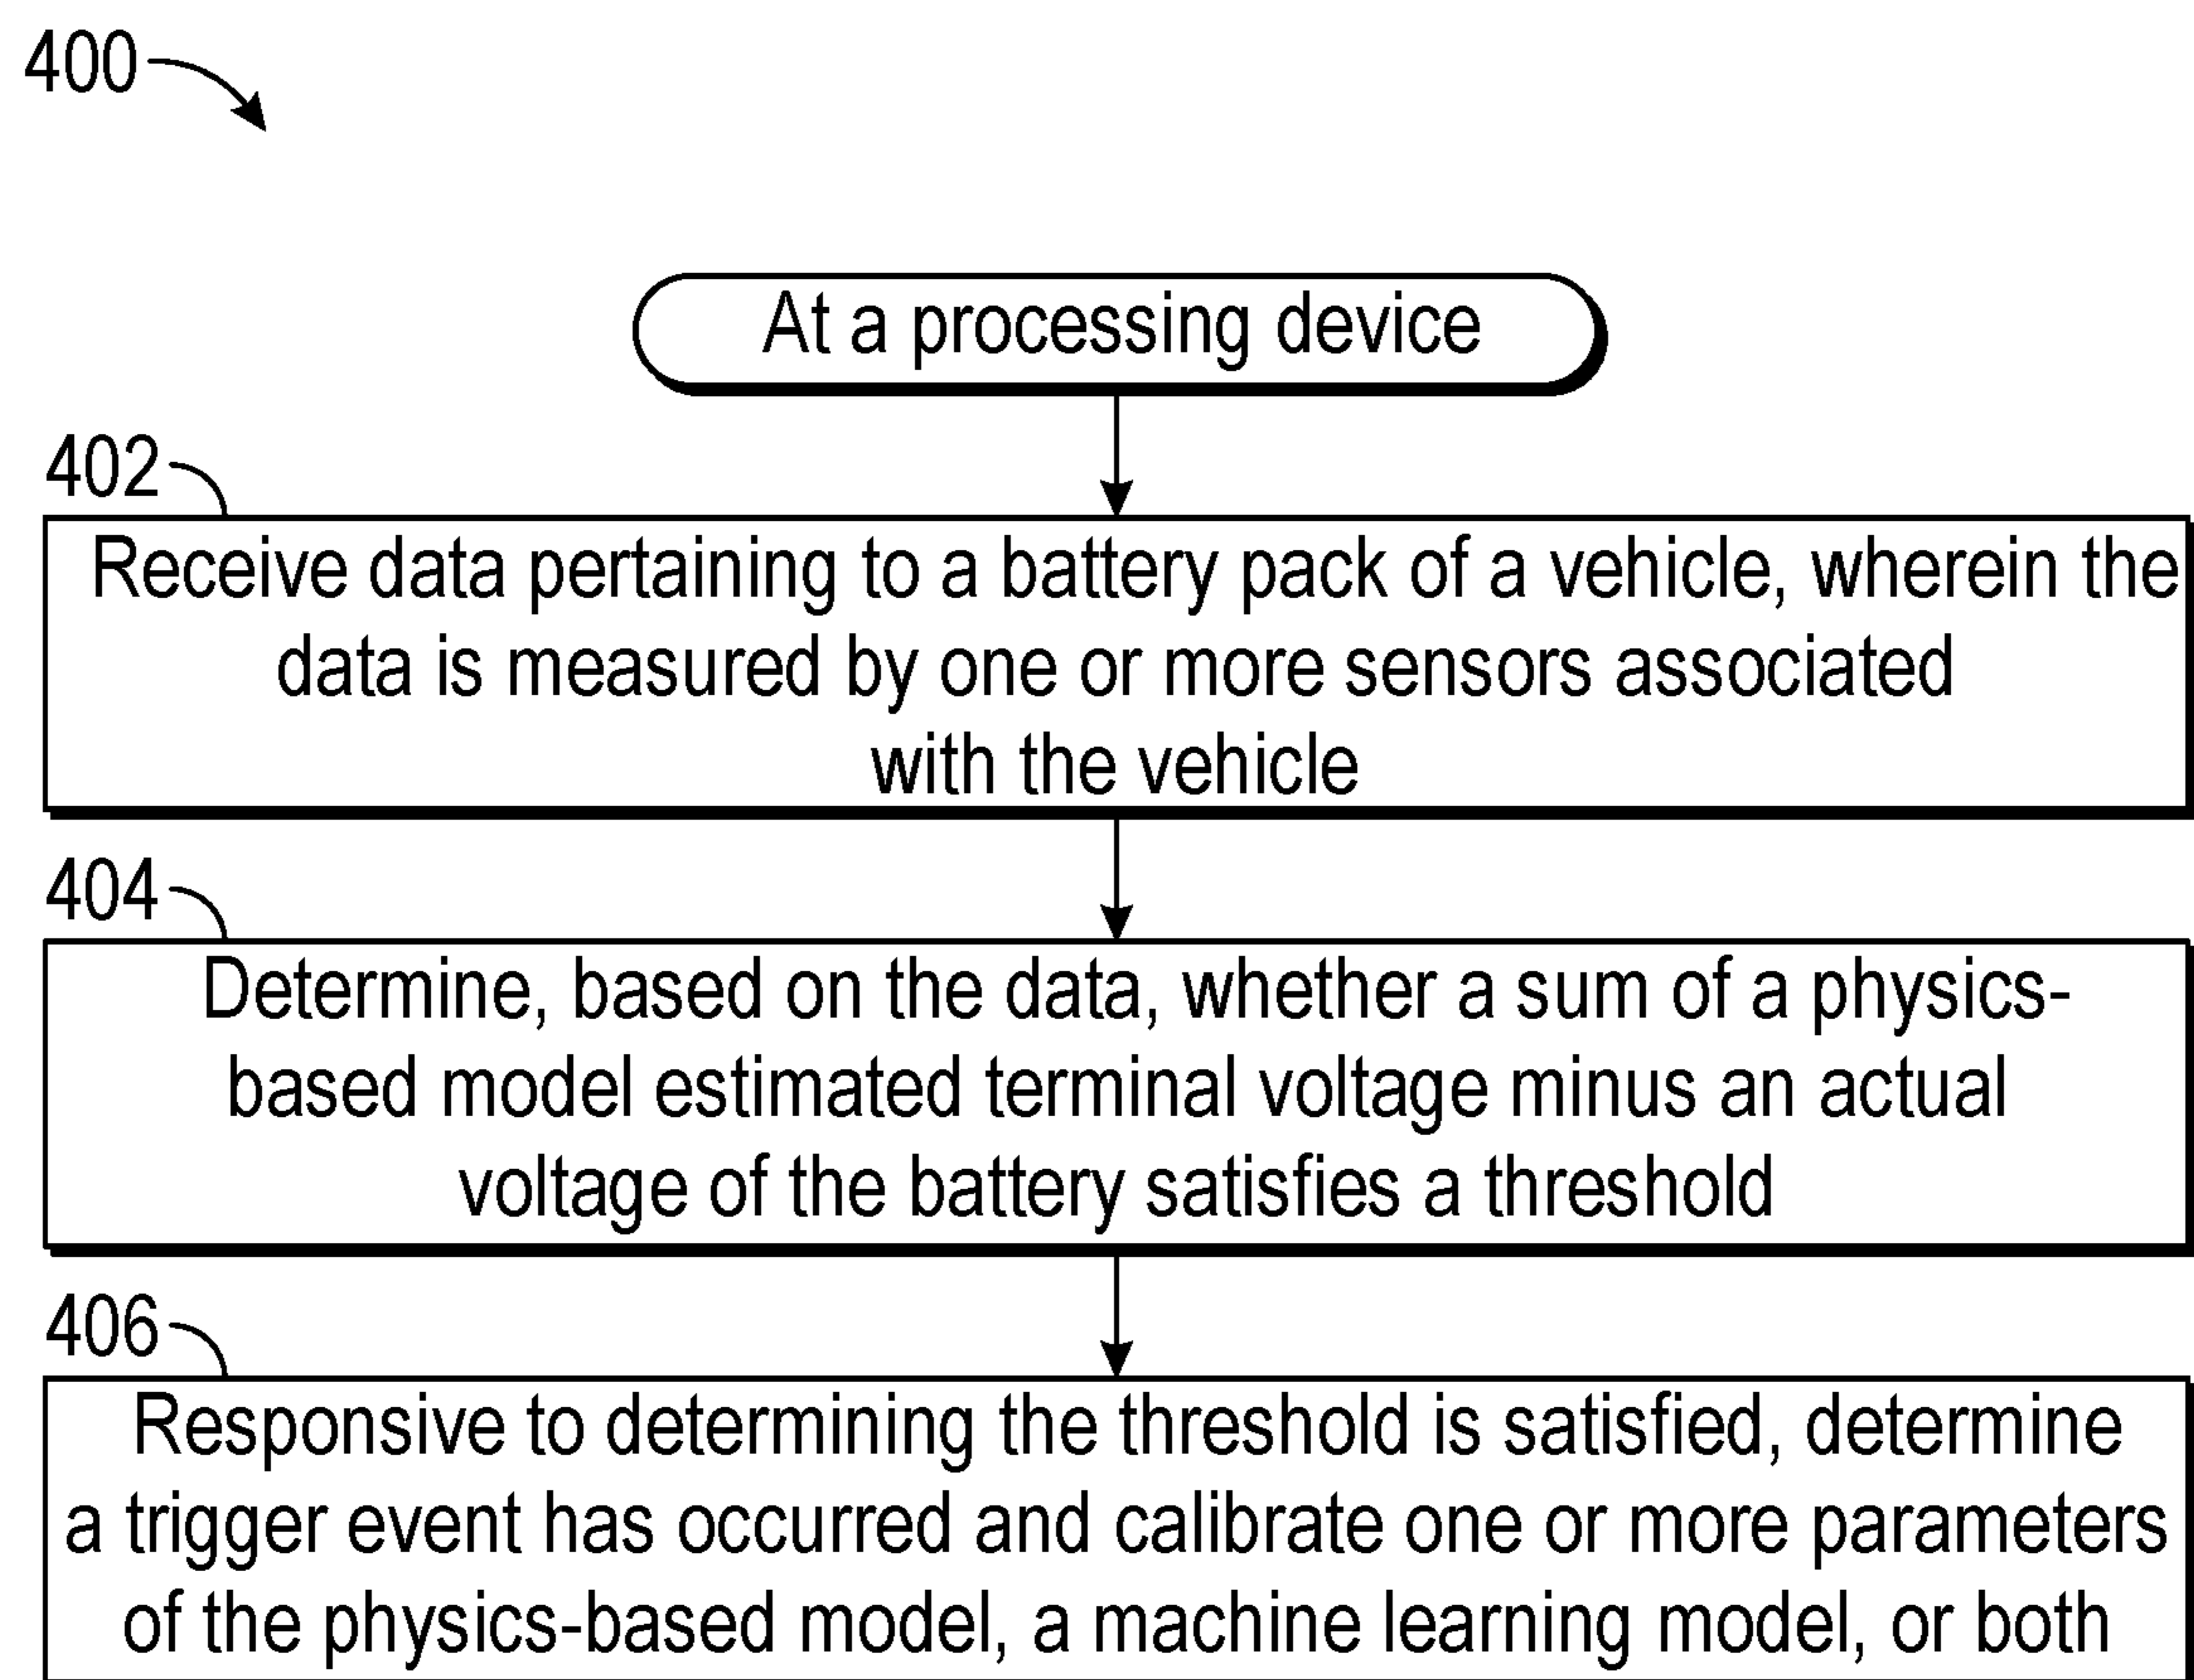 400
At a processing device
402
Receive data pertaining to a battery pack of a vehicle, wherein the
data is measured by one or more sensors associated
with the vehicle
404
Determine, based on the data, whether a sum of a physics-
based model estimated terminal voltage minus an actual
voltage of the battery satisfies a threshold
406
Responsive to determining the threshold is satisfied, determine
a trigger event has occurred and calibrate one or more parameters
of the physics-based model, a machine learning model, or both